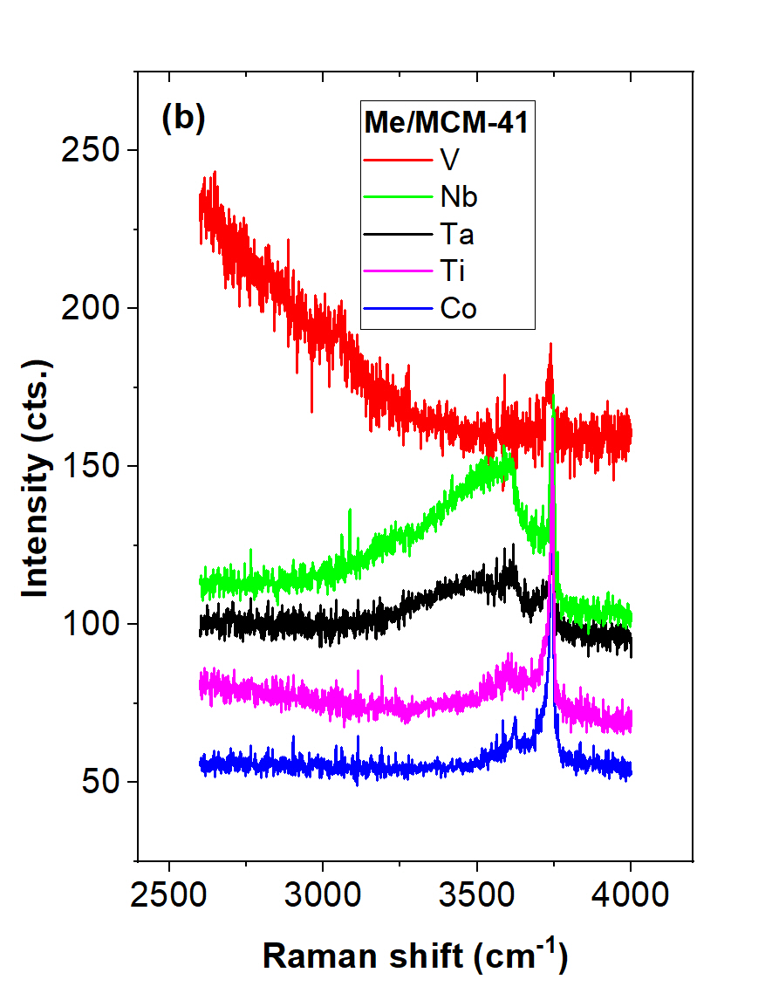 (b)
Me/MCM-41
V
Nb
Ta
Ti
Co
250
200
150
100
50
Intensity (cts.)
2500 3000 3500 4000
Raman shift (cm⁻¹)